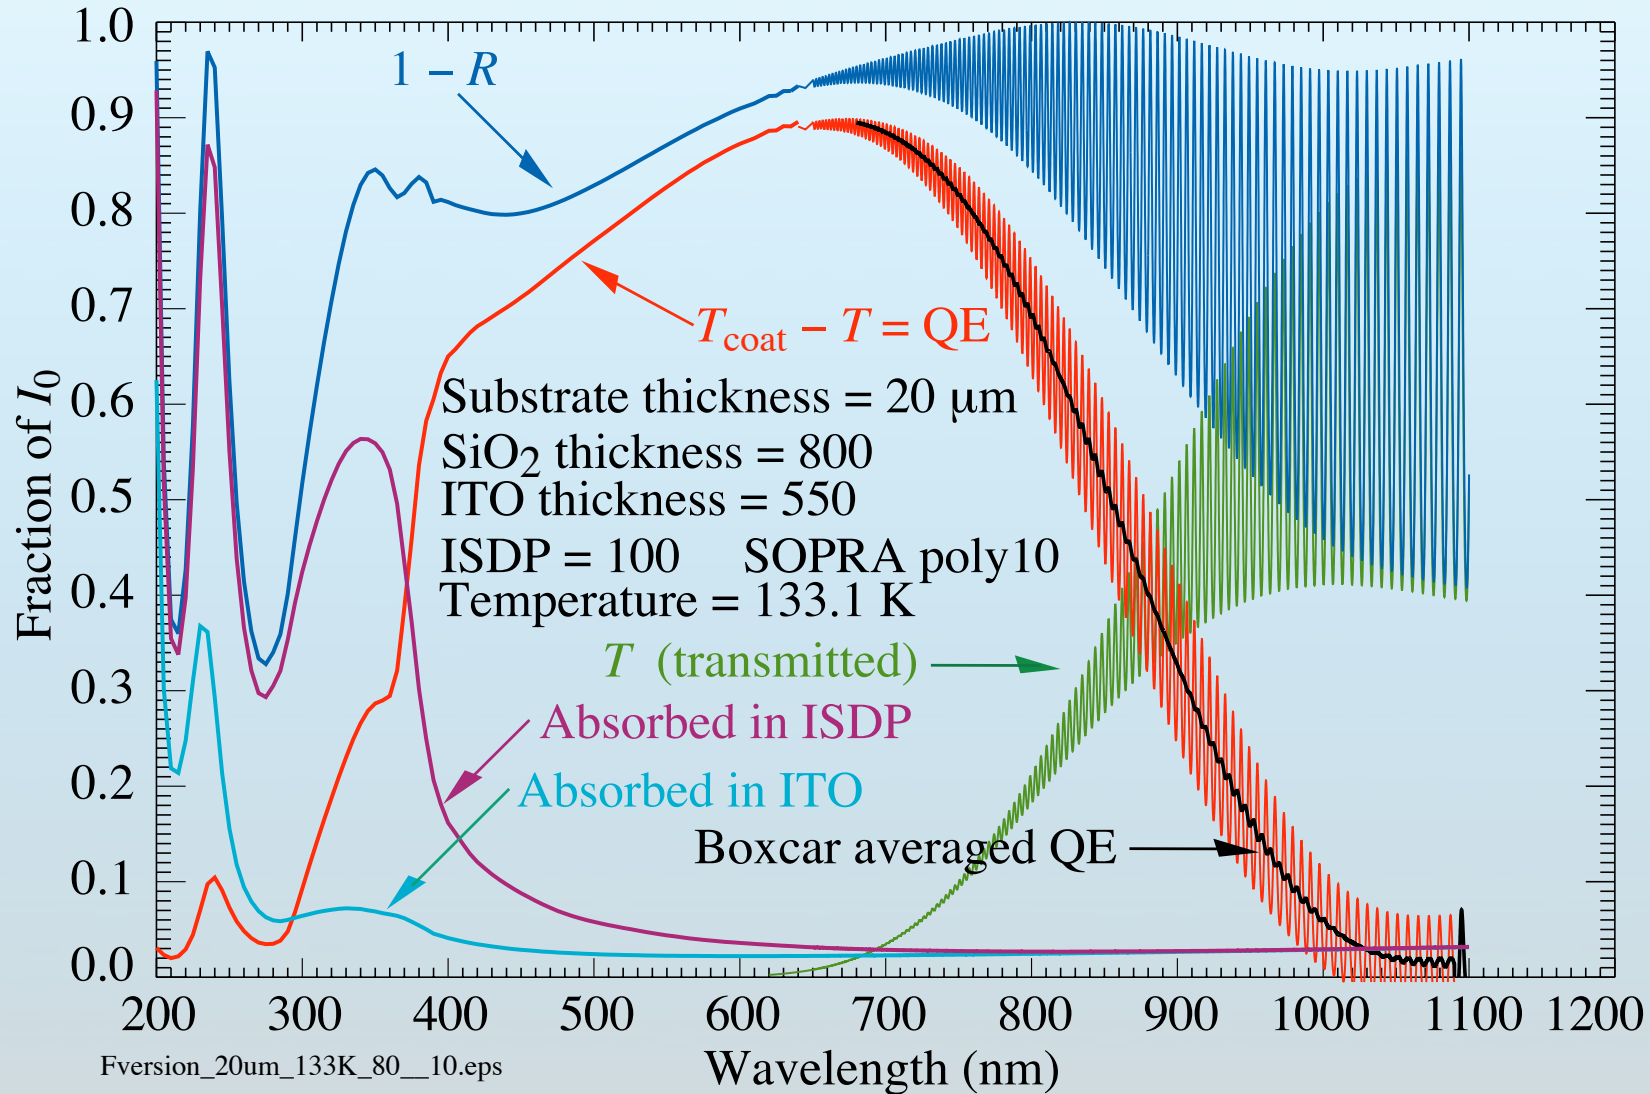 1.0
0.9
0.8
0.7
0.6
0.5
0.4
0.3
0.2
0.1
0.0
Fraction of I0
1 – R
Tcoat – T = QE
Substrate thickness = 20 μm
SiO2 thickness = 800
ITO thickness = 550
ISDP = 100 SOPRA poly10
Temperature = 133.1 K
T (transmitted)
Absorbed in ISDP
Absorbed in ITO
Boxcar averaged QE
200 300 400 500 600 700 800 900 1000 1100 1200
Wavelength (nm)
Fversion_20um_133K_80__10.eps